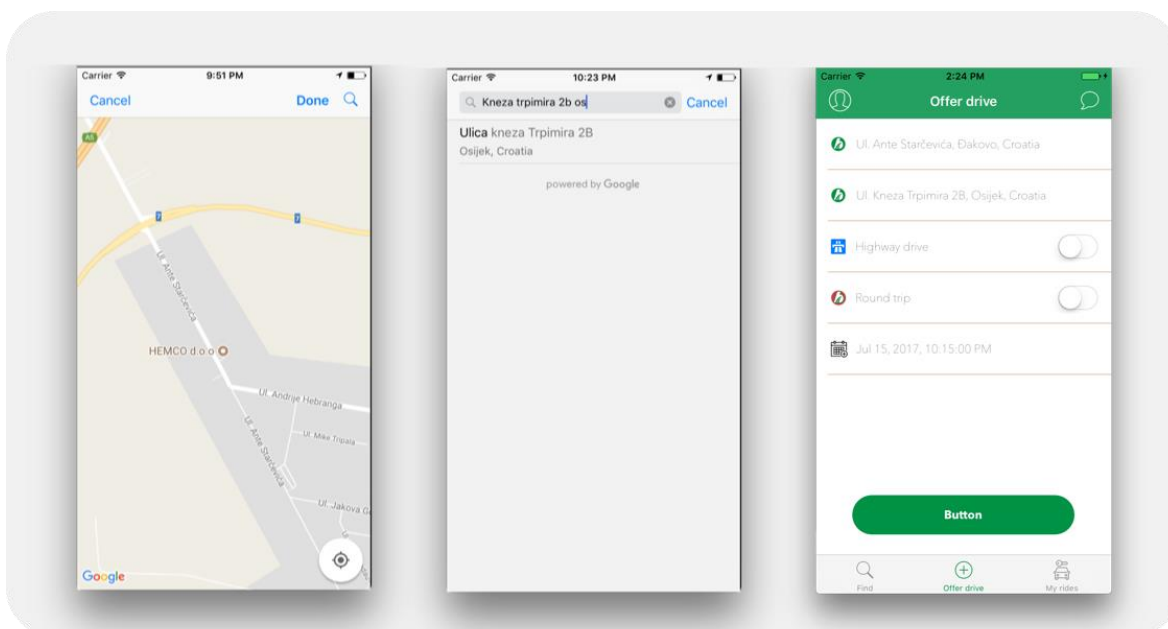 Carrier
9:51 PM
Cancel
Done
A5
7
7
Ul. Ante Starčevića
HEMCO d o o
Ul. Andrije Hebranga
Ul. Mike Tripala
Ul. Ante Starčevića
Ul. Jakova G
Google
Carrier
10:23 PM
Kneza trpimira 2b os
Cancel
Ulica kneza Trpimira 2B
Osijek, Croatia
powered by Google
Carrier
2:24 PM
Offer drive
Ul. Ante Starčevića, Đakovo, Croatia
Ul. Kneza Trpimira 2B, Osijek, Croatia
Highway drive
Round trip
Jul 15, 2017, 10:15:00 PM
Button
Find
Offer drive
My rides